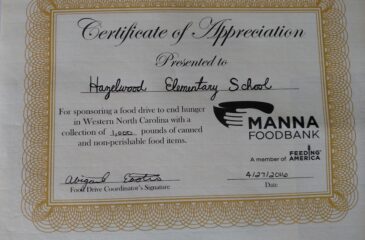 Certificate of Appreciation
Presented to
Hazelwood Elementary School
For sponsoring a food drive to end hunger
in Western North Carolina with a
collection of 1,000 pounds of canned
and non-perishable food items.
MANNA
FOODBANK
A member of FEEDING AMERICA
Abigail
Food Drive Coordinator's Signature
4/27/2016
Date